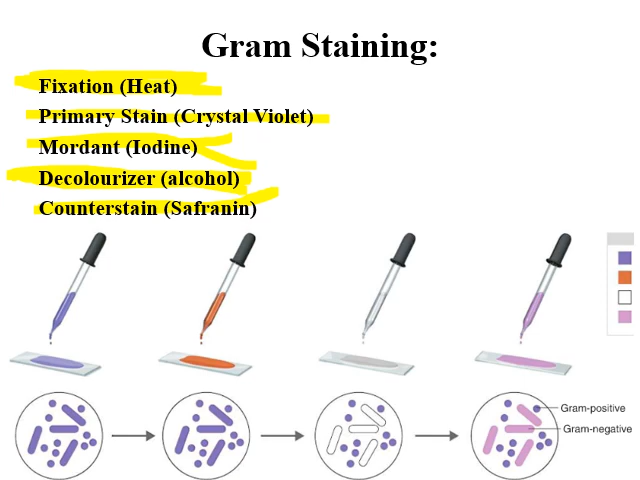 Gram Staining:
Fixation (Heat)
Primary Stain (Crystal Violet)
Mordant (Iodine)
Decolourizer (alcohol)
Counterstain (Safranin)
Gram-positive
Gram-negative